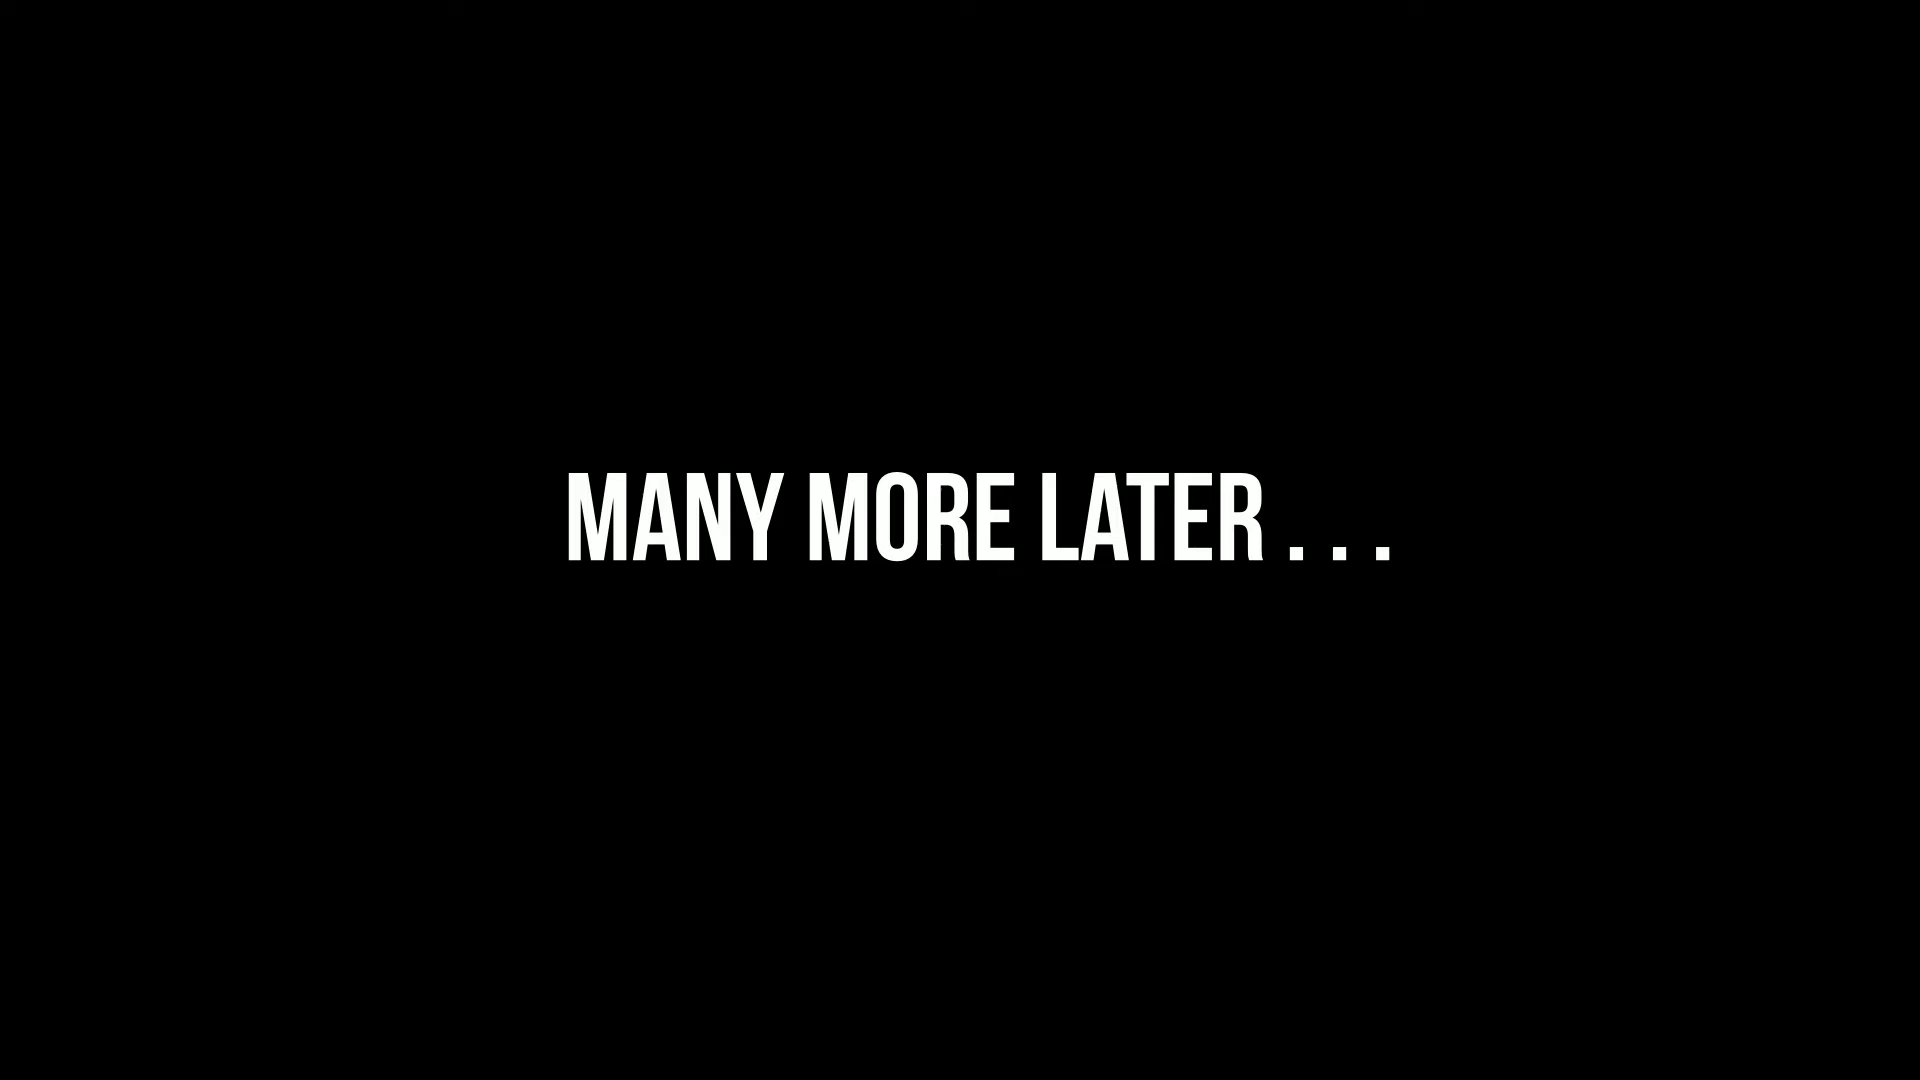 MANY MORE LATER . . .